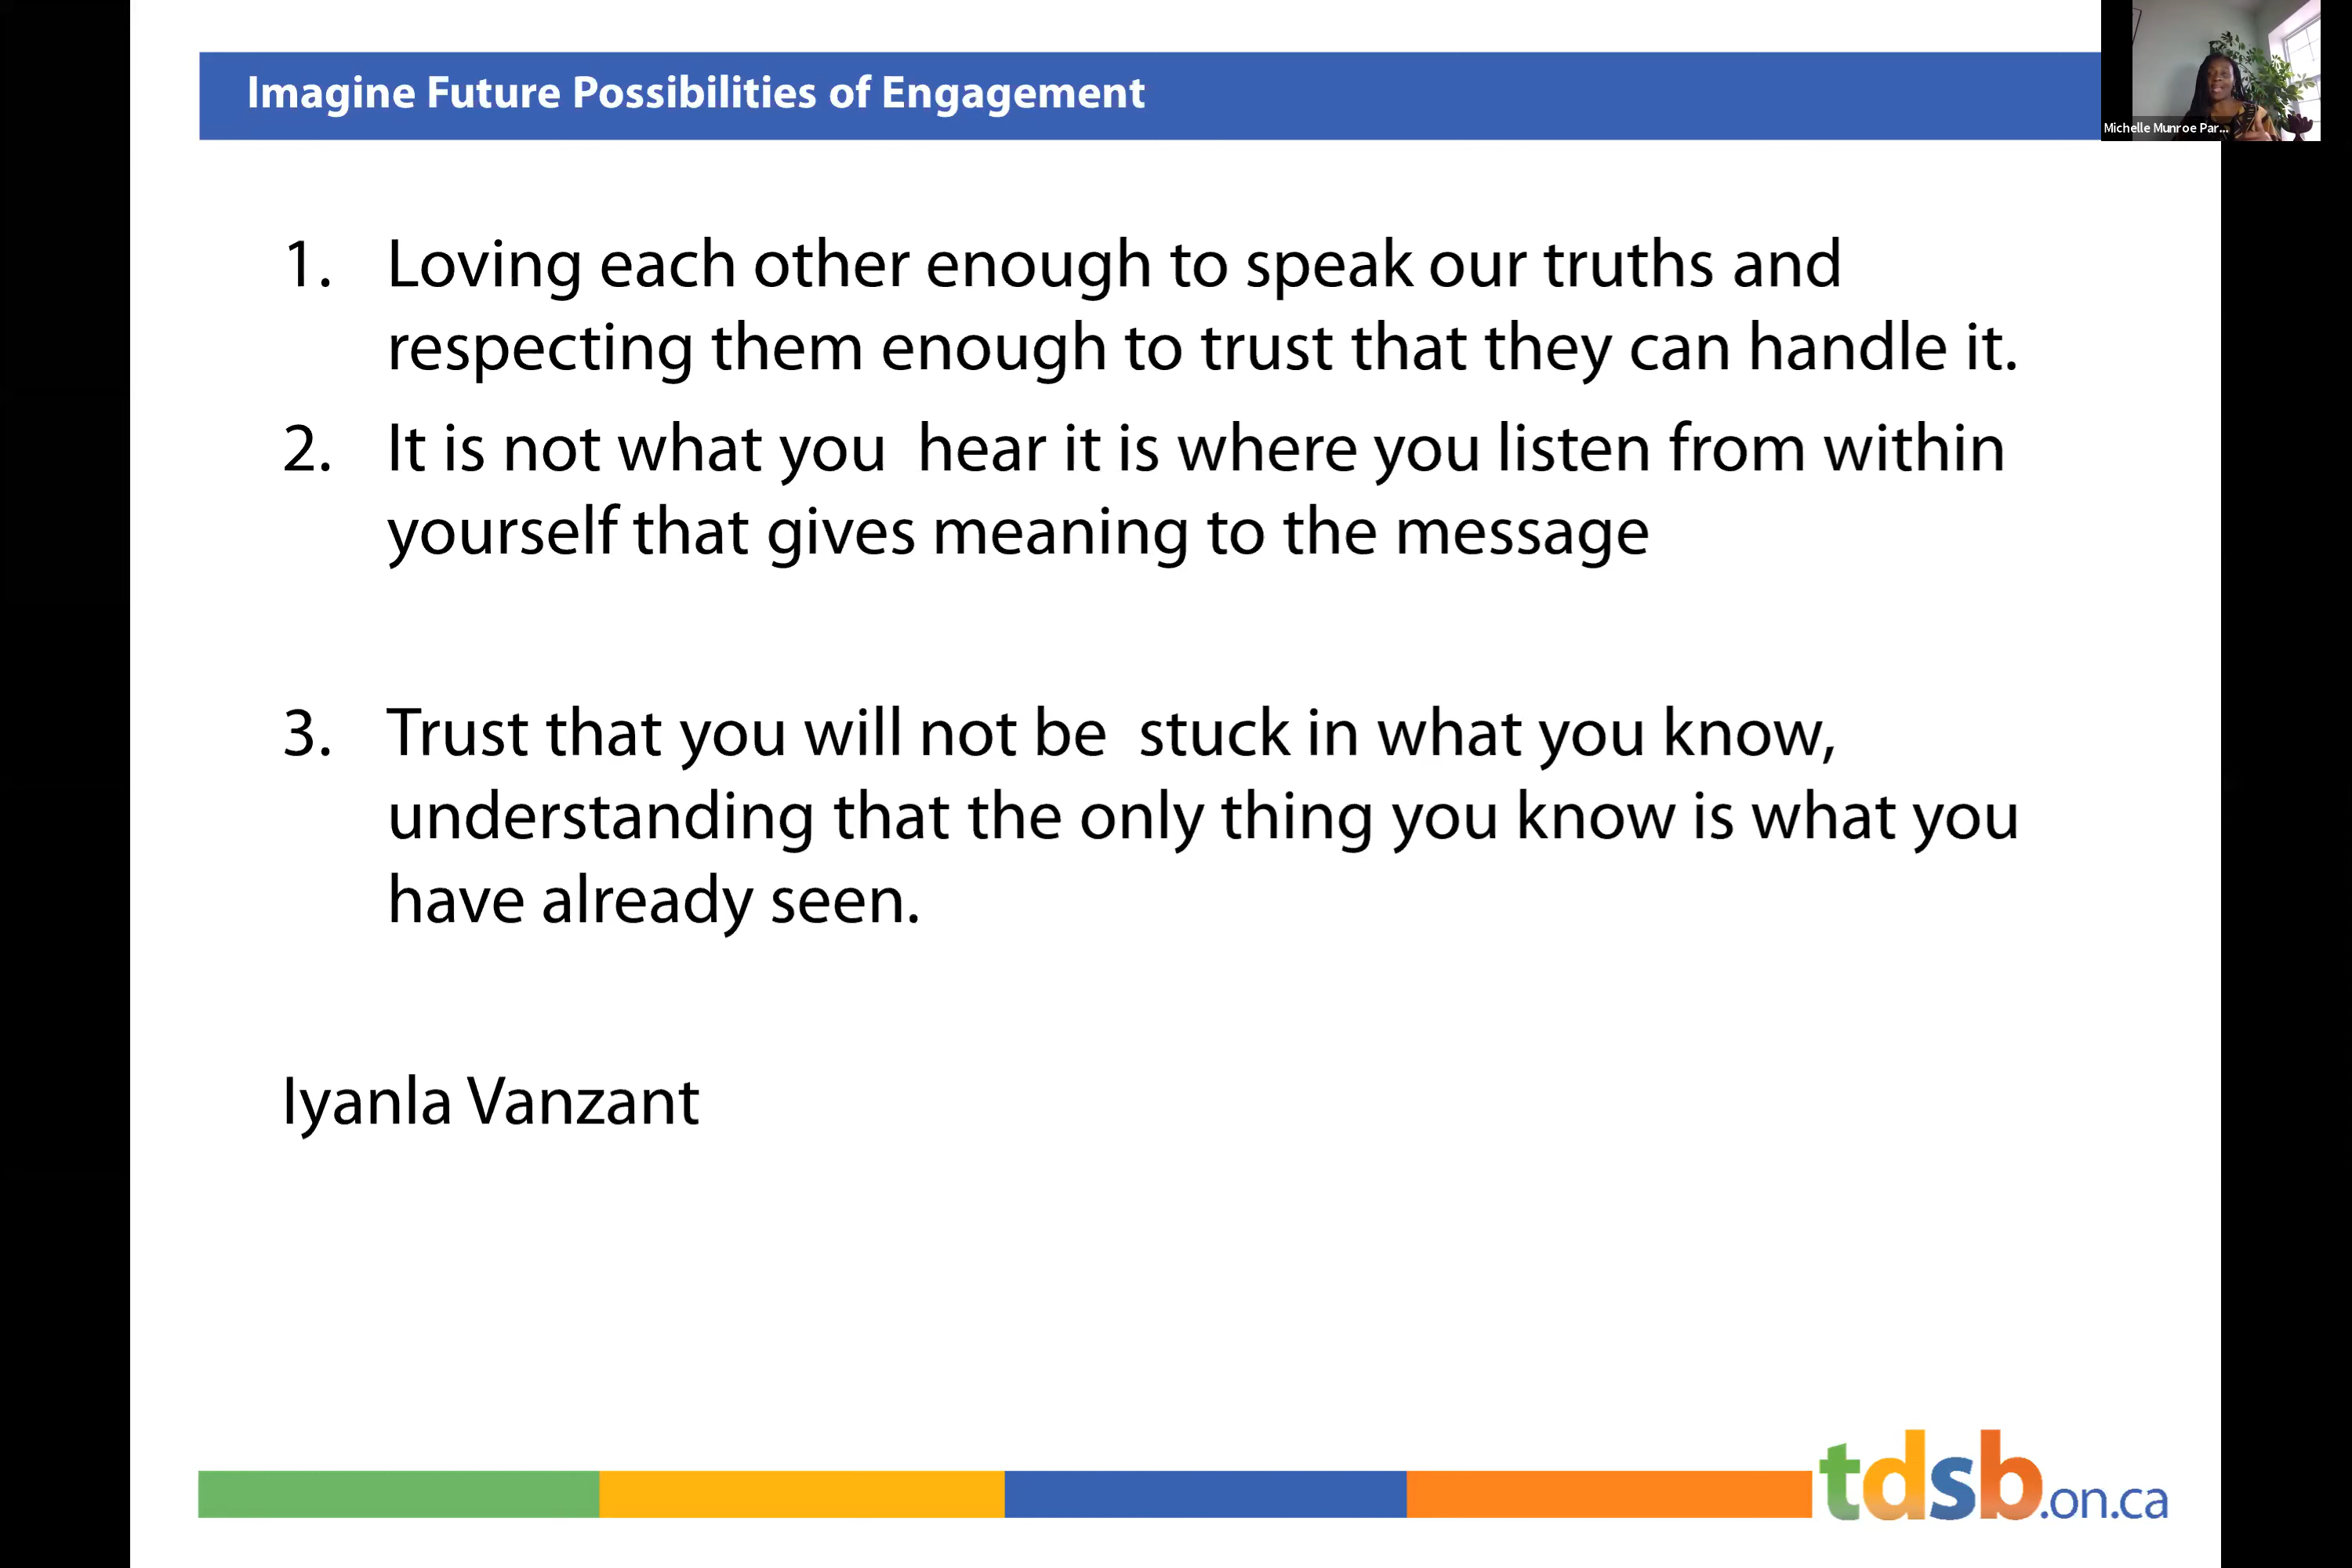 Imagine Future Possibilities of Engagement
Michelle Munroe Par...
1. Loving each other enough to speak our truths and
respecting them enough to trust that they can handle it.
2. It is not what you  hear it is where you listen from within
yourself that gives meaning to the message
3. Trust that you will not be  stuck in what you know,
understanding that the only thing you know is what you
have already seen.
Iyanla Vanzant
tdsb.on.ca